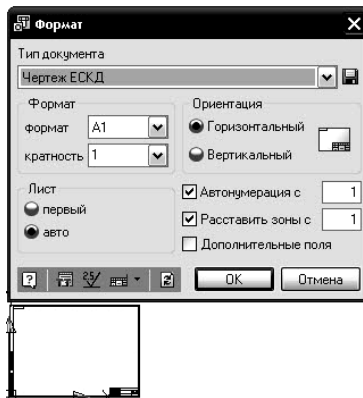 Формат
Тип документа
Чертеж ЕСКД
Формат
формат A1
кратность 1
Ориентация
Горизонтальный
Вертикальный
Лист
первый
авто
Автонумерация с 1
Расставить зоны с 1
Дополнительные поля
OK Отмена